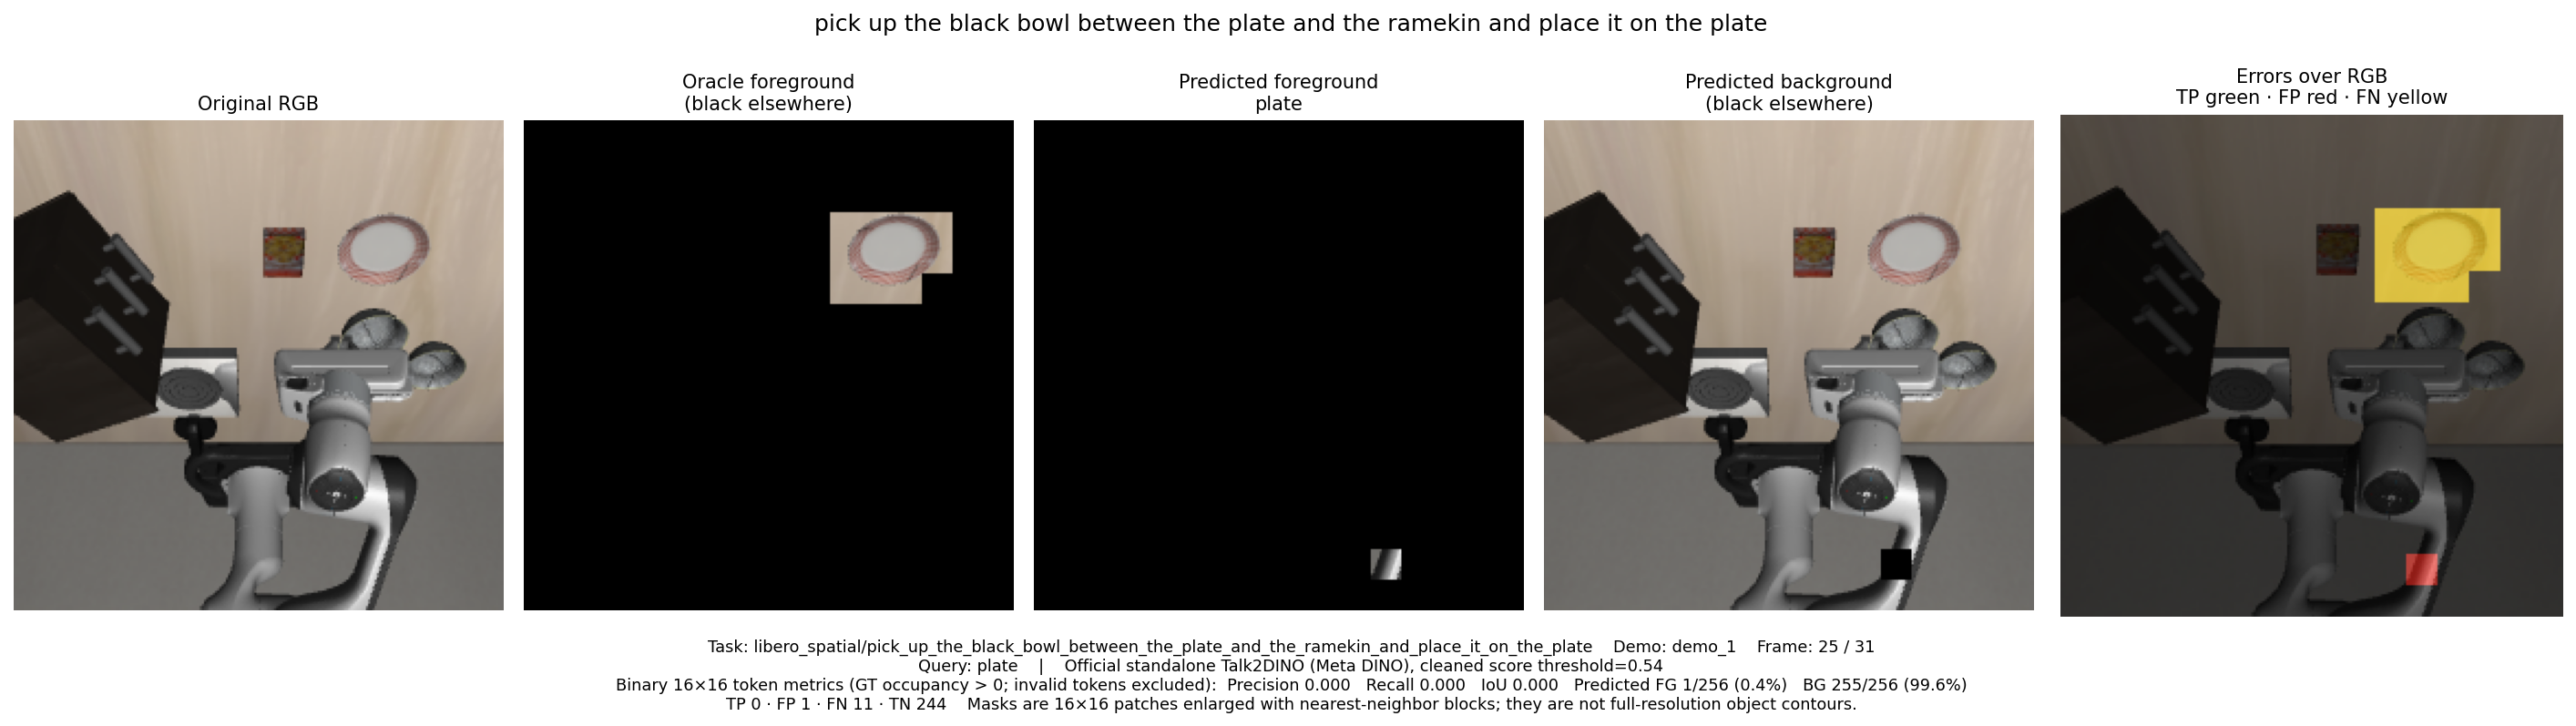 pick up the black bowl between the plate and the ramekin and place it on the plate
Original RGB
Oracle foreground
(black elsewhere)
Predicted foreground
plate
Predicted background
(black elsewhere)
Errors over RGB
TP green · FP red · FN yellow
Task: libero_spatial/pick_up_the_black_bowl_between_the_plate_and_the_ramekin_and_place_it_on_the_plate    Demo: demo_1    Frame: 25 / 31
Query: plate    |    Official standalone Talk2DINO (Meta DINO), cleaned score threshold=0.54
Binary 16×16 token metrics (GT occupancy > 0; invalid tokens excluded):  Precision 0.000   Recall 0.000   IoU 0.000   Predicted FG 1/256 (0.4%)   BG 255/256 (99.6%)
TP 0 · FP 1 · FN 11 · TN 244    Masks are 16×16 patches enlarged with nearest-neighbor blocks; they are not full-resolution object contours.